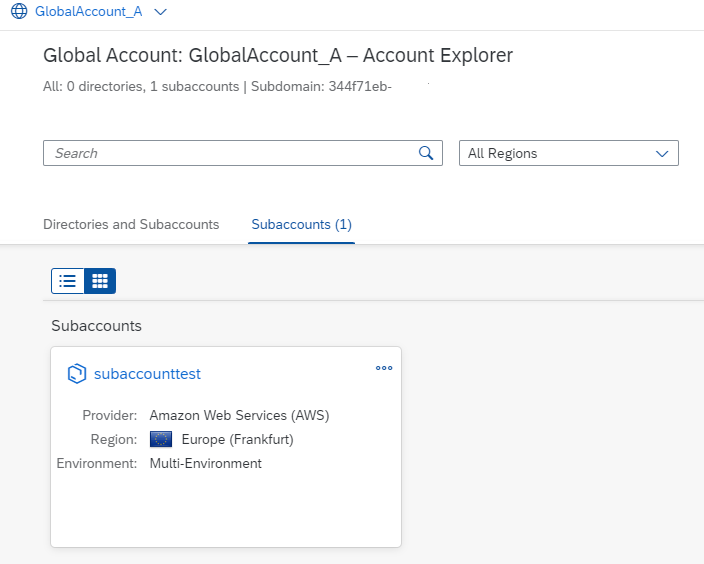 GlobalAccount_A
Global Account: GlobalAccount_A – Account Explorer
All: 0 directories, 1 subaccounts | Subdomain: 344f71eb-
Search
All Regions
Directories and Subaccounts
Subaccounts (1)
Subaccounts
subaccounttest
Provider: Amazon Web Services (AWS)
Region: Europe (Frankfurt)
Environment: Multi-Environment